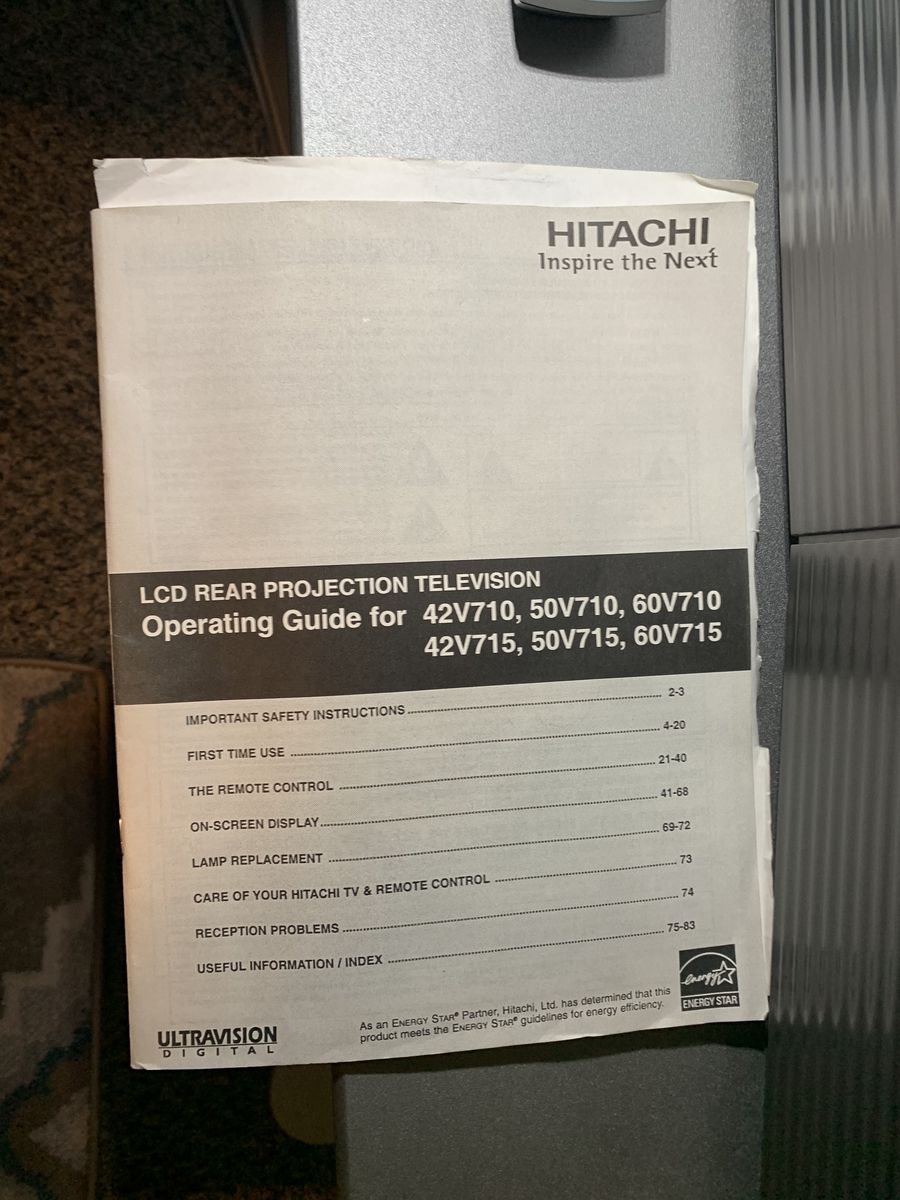 HITACHI
Inspire the Next
LCD REAR PROJECTION TELEVISION
Operating Guide for 42V710, 50V710, 60V710
42V715, 50V715, 60V715
IMPORTANT SAFETY INSTRUCTIONS ........ 2-3
FIRST TIME USE ........ 4-20
THE REMOTE CONTROL ........ 21-40
ON-SCREEN DISPLAY ........ 41-68
LAMP REPLACEMENT ........ 69-72
CARE OF YOUR HITACHI TV & REMOTE CONTROL ........ 73
RECEPTION PROBLEMS ........ 74
USEFUL INFORMATION / INDEX ........ 75-83
energy
ENERGY STAR
As an ENERGY STAR® Partner, Hitachi, Ltd. has determined that this
product meets the ENERGY STAR® guidelines for energy efficiency.
ULTRAVISION
DIGITAL